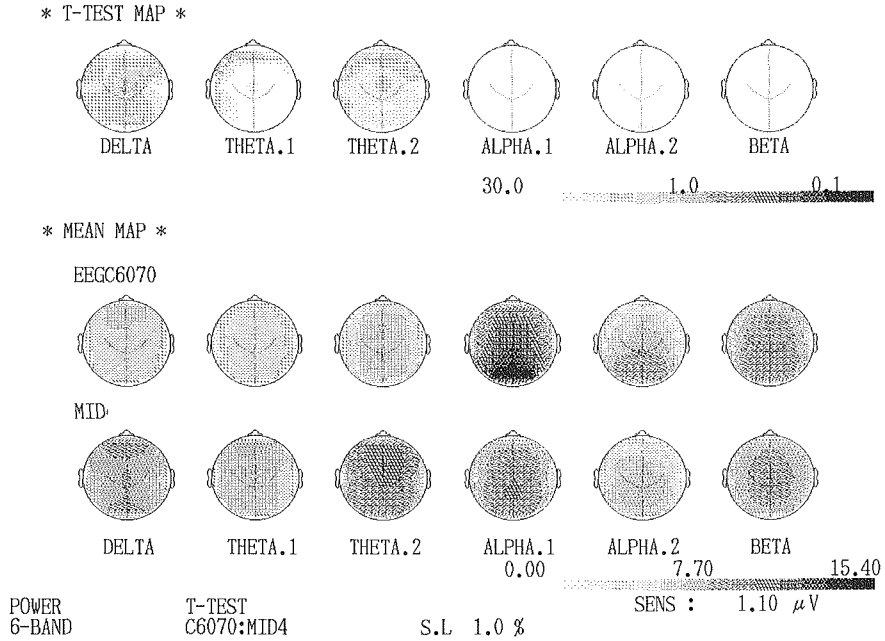 * T-TEST MAP *
DELTA THETA.1 THETA.2 ALPHA.1 ALPHA.2 BETA
30.0 1.0 0.1
* MEAN MAP *
EEGC6070
MID
DELTA THETA.1 THETA.2 ALPHA.1 ALPHA.2 BETA
0.00 7.70 15.40
POWER T-TEST SENS : 1.10 μV
6-BAND C6070:MID4 S.L 1.0 %